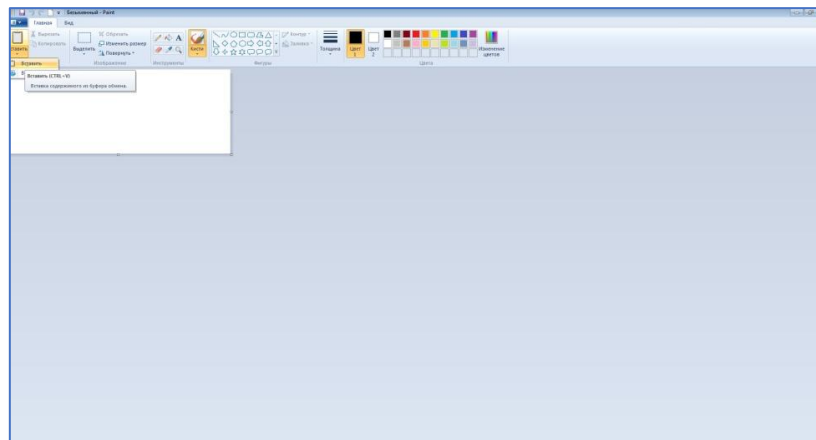 Безымянный - Paint
Главная Вид
Вставить
Вырезать
Копировать
Выделить
Обрезать
Изменить размер
Повернуть
Изображение
A
Инструменты
Кисти
Контур
Заливка
Фигуры
Толщина
Цвет 1
Цвет 2
Изменение цветов
Цвета
Вставить
Вставить (CTRL+V)
Вставка содержимого из буфера обмена.